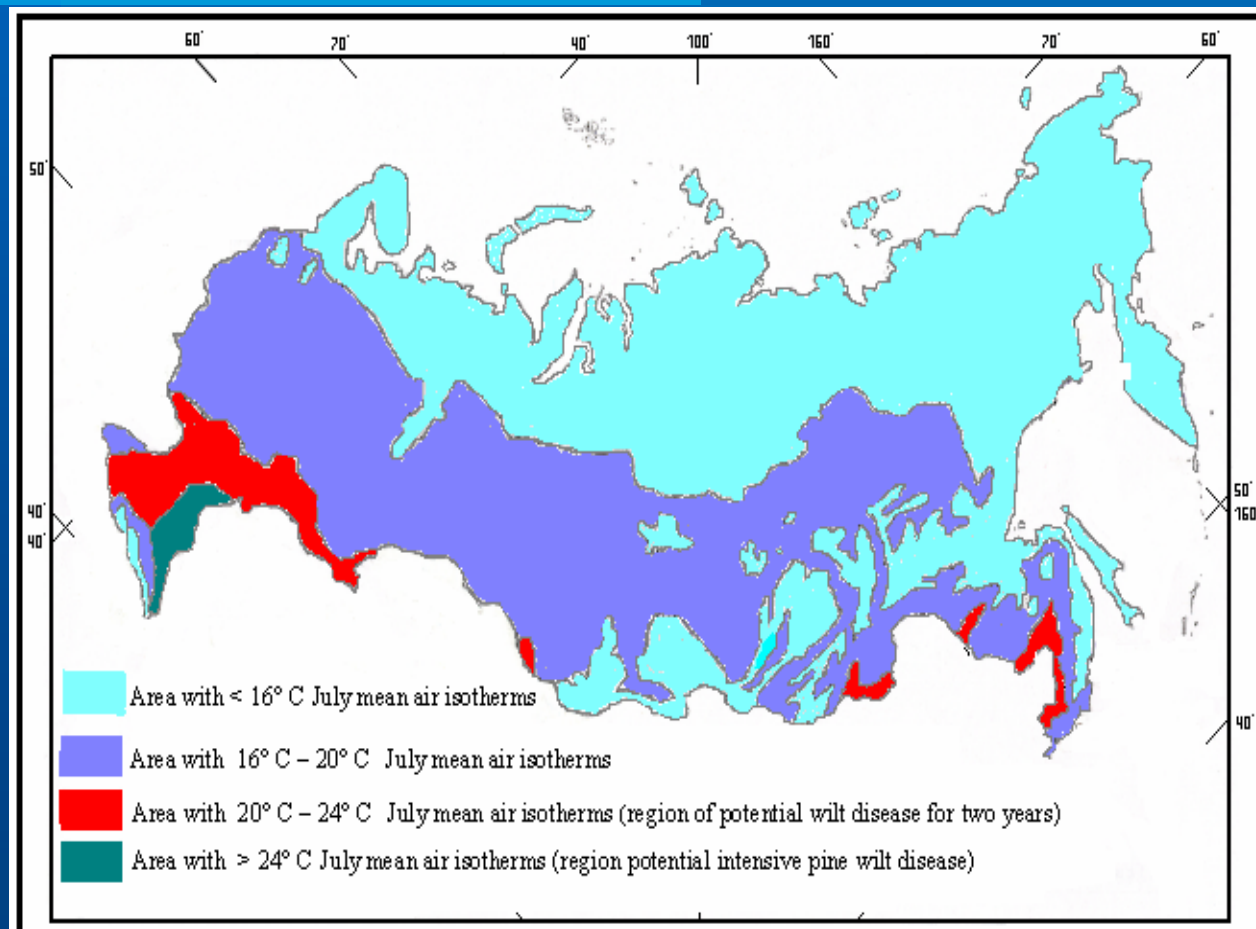 60° 70° 40° 100° 160° 70° 60°
50°
50°
160°
40°
40°
40°
Area with < 16° C July mean air isotherms
Area with 16° C – 20° C July mean air isotherms
Area with 20° C – 24° C July mean air isotherms (region of potential wilt disease for two years)
Area with > 24° C July mean air isotherms (region potential intensive pine wilt disease)